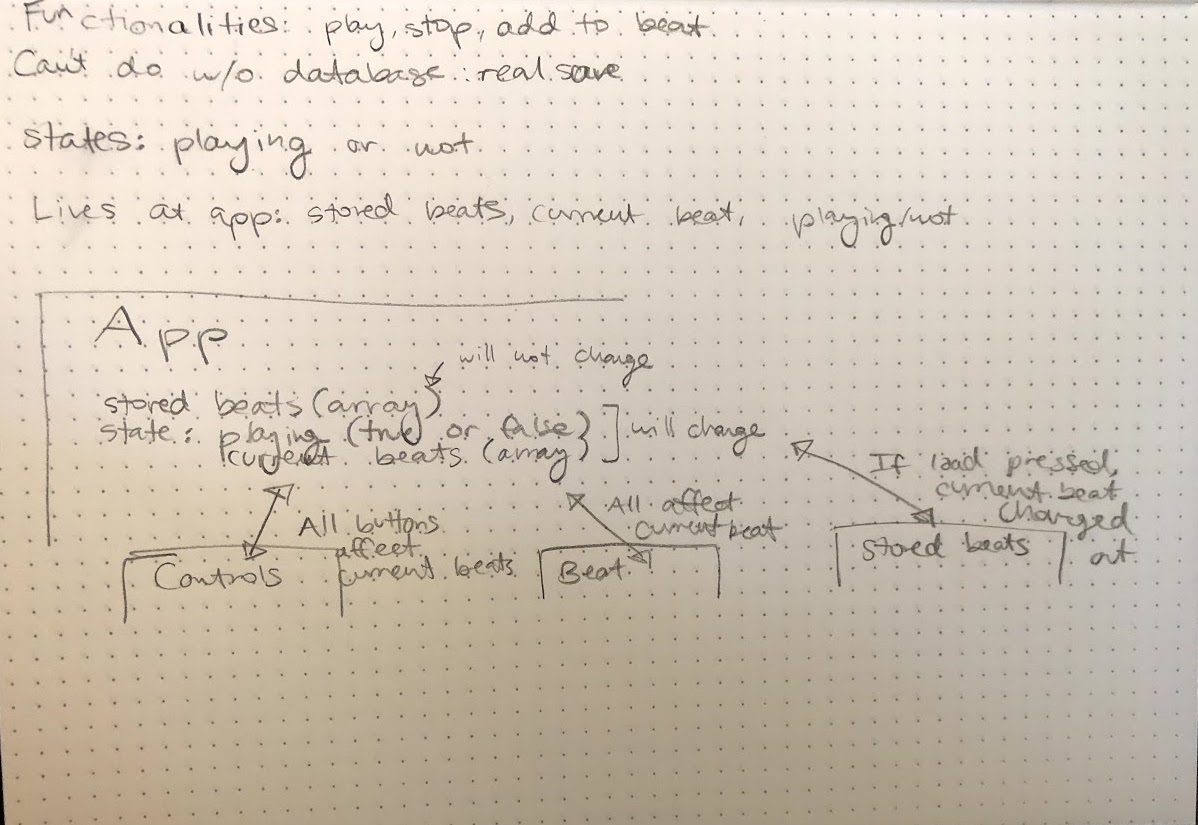 Functionalities: play, stop, add to beat
Can't do w/o database: real save
states: playing or not
Lives at app: stored beats, current beat, playing/not
App
will not change
stored beats (array)
state: playing (true or false)
current beats (array)
will change
If load pressed,
current beat
changed
out
All buttons
affect
current beats
All affect
current beat
Controls
Beat
stored beats